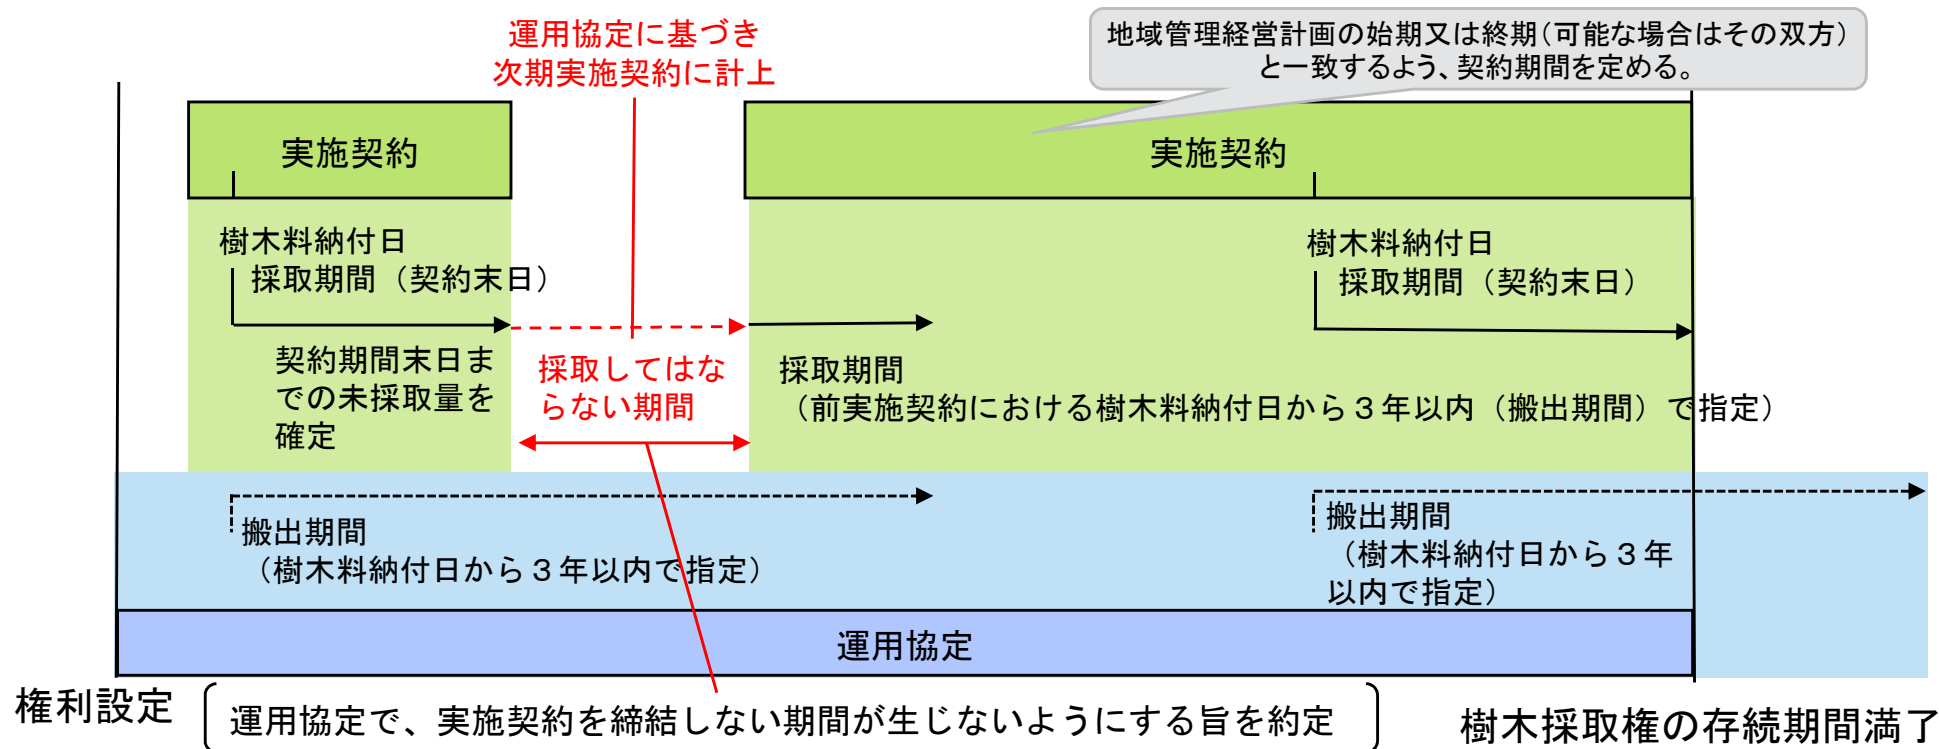 運用協定に基づき
次期実施契約に計上
地域管理経営計画の始期又は終期（可能な場合はその双方）
と一致するよう、契約期間を定める。
実施契約
実施契約
樹木料納付日
採取期間（契約末日）
樹木料納付日
採取期間（契約末日）
契約期間末日ま
での未採取量を
確定
採取してはな
らない期間
採取期間
（前実施契約における樹木料納付日から３年以内（搬出期間）で指定）
搬出期間
（樹木料納付日から３年以内で指定）
搬出期間
（樹木料納付日から３年
以内で指定）
運用協定
権利設定
運用協定で、実施契約を締結しない期間が生じないようにする旨を約定
樹木採取権の存続期間満了